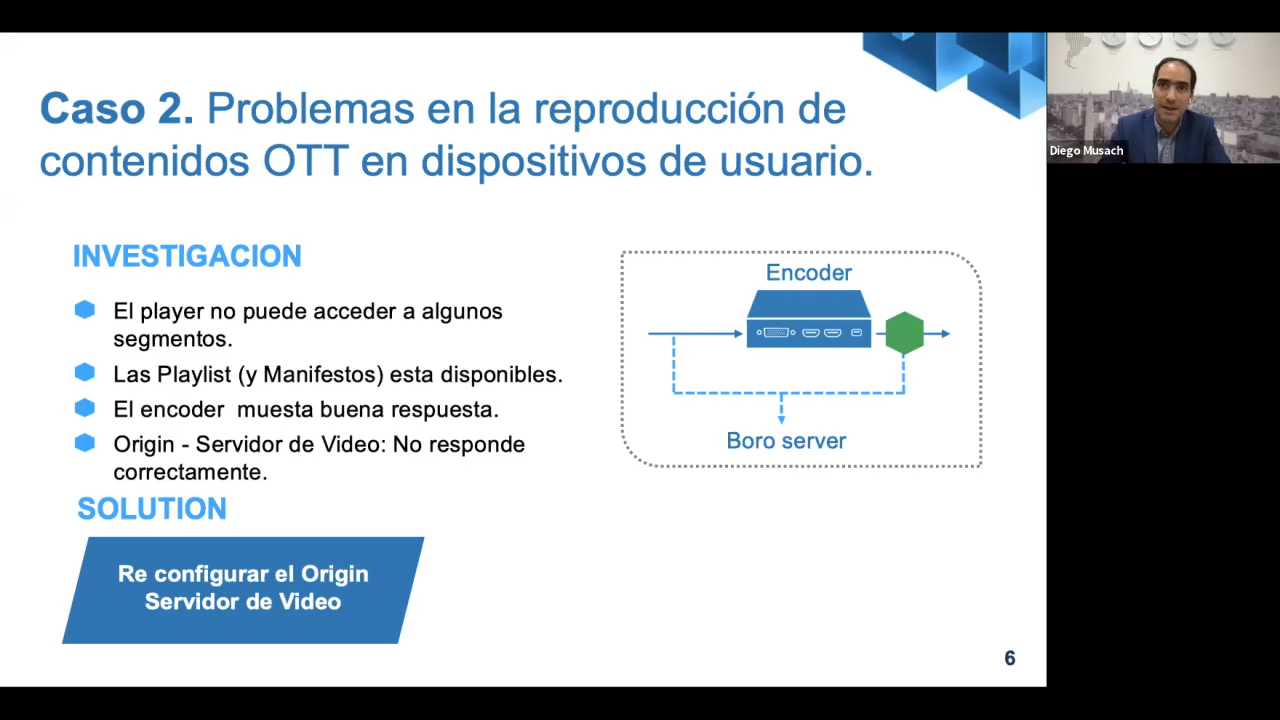 Caso 2. Problemas en la reproducción de
contenidos OTT en dispositivos de usuario.
Diego Musach
INVESTIGACION
El player no puede acceder a algunos
segmentos.
Las Playlist (y Manifestos) esta disponibles.
El encoder muesta buena respuesta.
Origin - Servidor de Video: No responde
correctamente.
SOLUTION
Re configurar el Origin
Servidor de Video
Encoder
Boro server
6